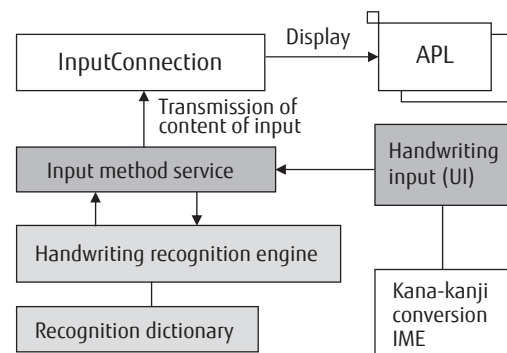 Display
InputConnection
APL
Transmission of
content of input
Input method service
Handwriting
input (UI)
Handwriting recognition engine
Recognition dictionary
Kana-kanji
conversion
IME